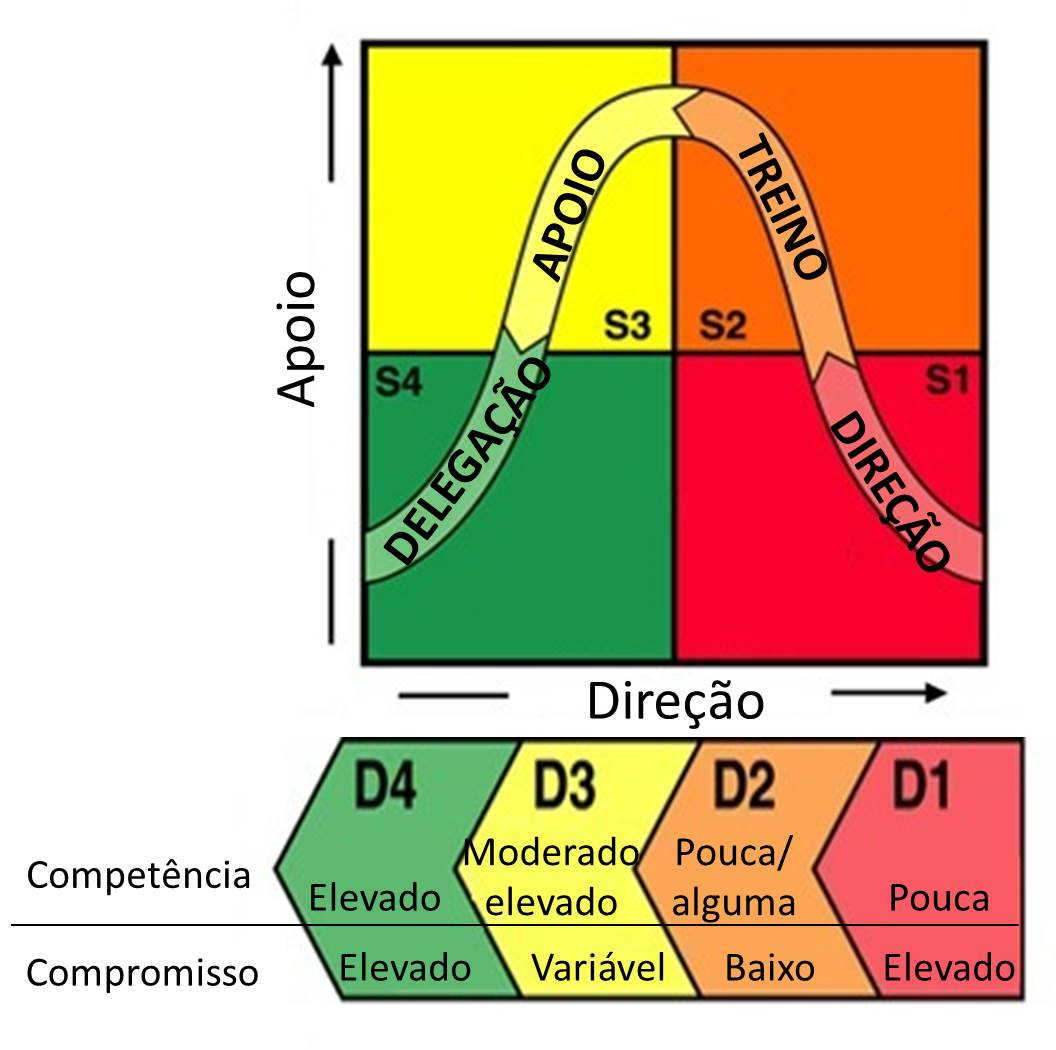 TREINO
APOIO
Apoio
S3
S2
S4
S1
DELEGAÇÃO
DIREÇÃO
Direção
D4
D3
D2
D1
Competência
Elevado
Moderado
elevado
Pouca/
alguma
Pouca
Compromisso
Elevado
Variável
Baixo
Elevado